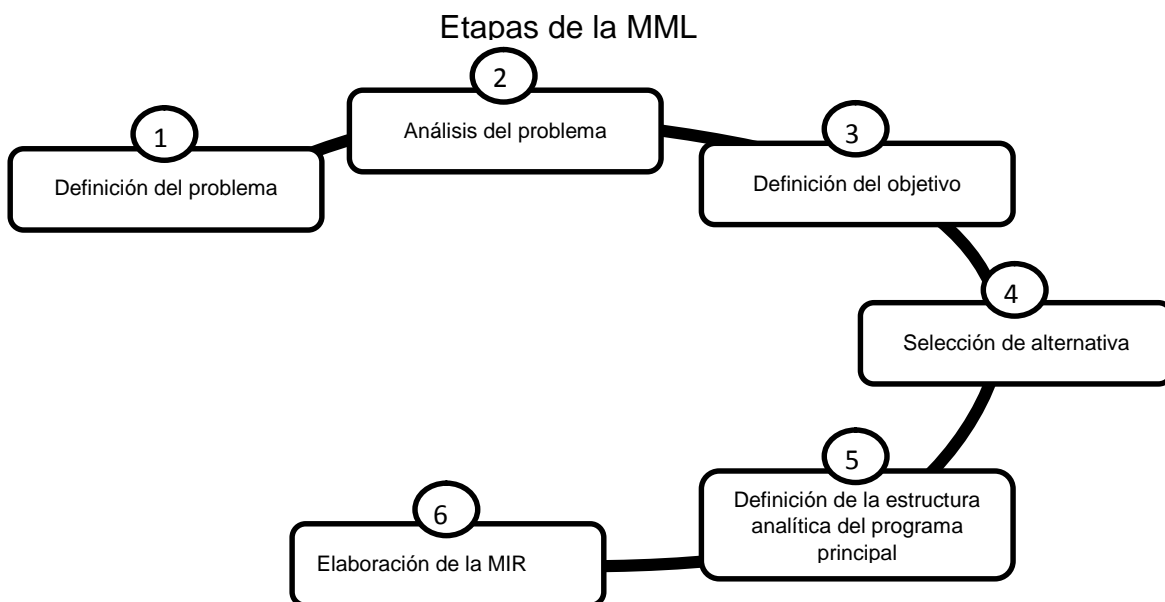 Etapas de la MML
1
Definición del problema
2
Análisis del problema
3
Definición del objetivo
4
Selección de alternativa
5
Definición de la estructura
analítica del programa
principal
6
Elaboración de la MIR